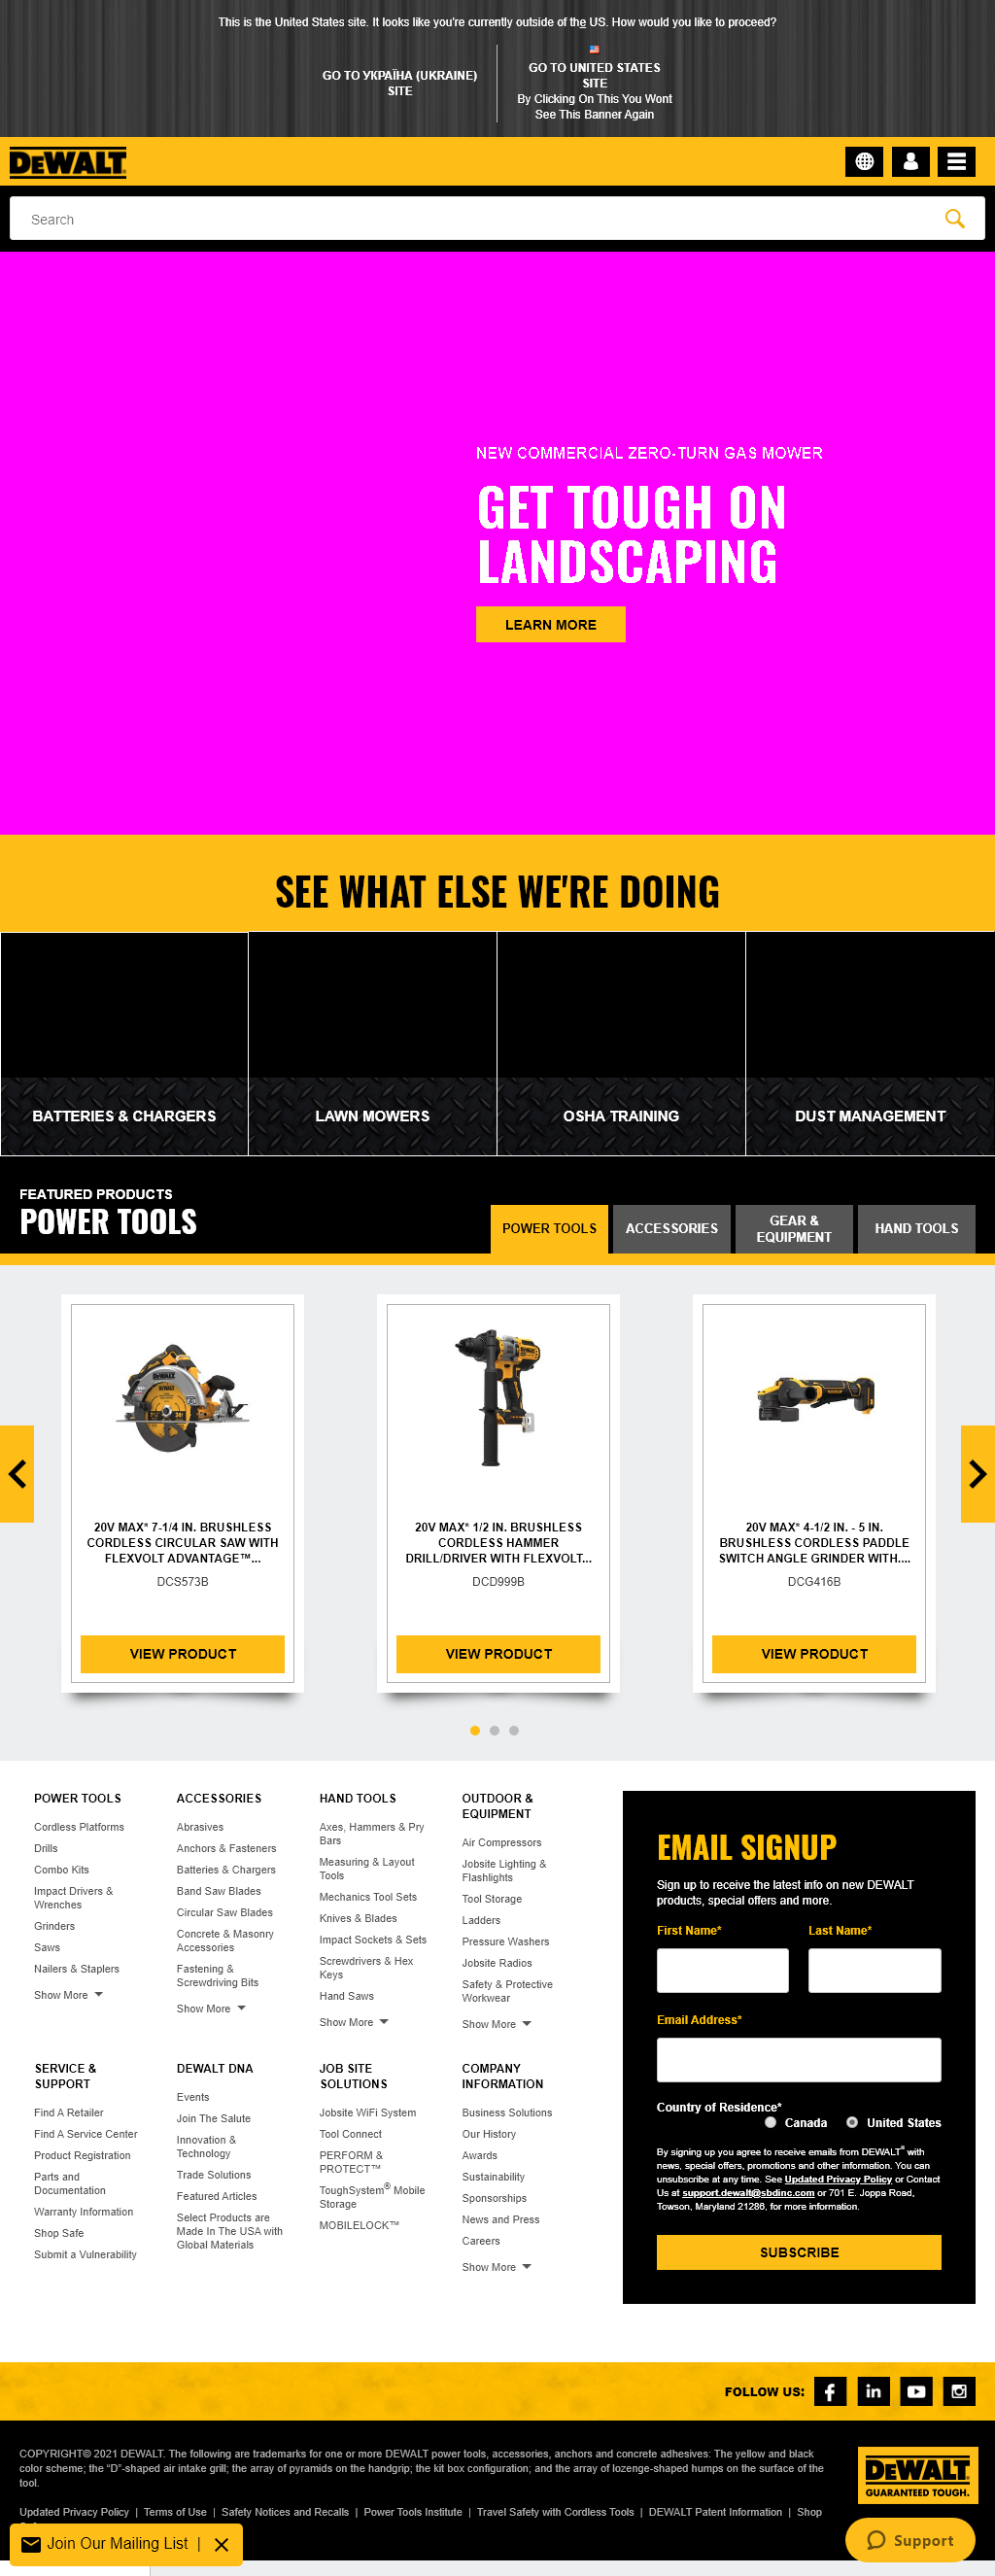 This is the United States site. It looks like you're currently outside of the US. How would you like to proceed?
GO TO УКРАЇНА (UKRAINE)
SITE
GO TO UNITED STATES
SITE
By Clicking On This You Wont
See This Banner Again
DEWALT
Search
NEW COMMERCIAL ZERO-TURN GAS MOWER
GET TOUGH ON
LANDSCAPING
LEARN MORE
SEE WHAT ELSE WE'RE DOING
BATTERIES & CHARGERS
LAWN MOWERS
OSHA TRAINING
DUST MANAGEMENT
FEATURED PRODUCTS
POWER TOOLS
POWER TOOLS
ACCESSORIES
GEAR &
EQUIPMENT
HAND TOOLS
20V MAX* 7-1/4 IN. BRUSHLESS
CORDLESS CIRCULAR SAW WITH
FLEXVOLT ADVANTAGE™...
DCS573B
VIEW PRODUCT
20V MAX* 1/2 IN. BRUSHLESS
CORDLESS HAMMER
DRILL/DRIVER WITH FLEXVOLT...
DCD999B
VIEW PRODUCT
20V MAX* 4-1/2 IN. - 5 IN.
BRUSHLESS CORDLESS PADDLE
SWITCH ANGLE GRINDER WITH....
DCG416B
VIEW PRODUCT
POWER TOOLS
Cordless Platforms
Drills
Combo Kits
Impact Drivers &
Wrenches
Grinders
Saws
Nailers & Staplers
Show More
ACCESSORIES
Abrasives
Anchors & Fasteners
Batteries & Chargers
Band Saw Blades
Circular Saw Blades
Concrete & Masonry
Accessories
Fastening &
Screwdriving Bits
Show More
HAND TOOLS
Axes, Hammers & Pry
Bars
Measuring & Layout
Tools
Mechanics Tool Sets
Knives & Blades
Impact Sockets & Sets
Screwdrivers & Hex
Keys
Hand Saws
Show More
OUTDOOR &
EQUIPMENT
Air Compressors
Jobsite Lighting &
Flashlights
Tool Storage
Ladders
Pressure Washers
Jobsite Radios
Safety & Protective
Workwear
Show More
SERVICE &
SUPPORT
Find A Retailer
Find A Service Center
Product Registration
Parts and
Documentation
Warranty Information
Shop Safe
Submit a Vulnerability
DEWALT DNA
Events
Join The Salute
Innovation &
Technology
Trade Solutions
Featured Articles
Select Products are
Made In The USA with
Global Materials
JOB SITE
SOLUTIONS
Jobsite WiFi System
Tool Connect
PERFORM &
PROTECT™
ToughSystem® Mobile
Storage
MOBILELOCK™
COMPANY
INFORMATION
Business Solutions
Our History
Awards
Sustainability
Sponsorships
News and Press
Careers
Show More
EMAIL SIGNUP
Sign up to receive the latest info on new DEWALT
products, special offers and more.
First Name*
Last Name*
Email Address*
Country of Residence*
Canada
United States
By signing up you agree to receive emails from DEWALT® with
news, special offers, promotions and other information. You can
unsubscribe at any time. See Updated Privacy Policy or Contact
Us at support.dewalt@sbdinc.com or 701 E. Joppa Road,
Towson, Maryland 21286, for more information.
SUBSCRIBE
FOLLOW US:
COPYRIGHT© 2021 DEWALT. The following are trademarks for one or more DEWALT power tools, accessories, anchors and concrete adhesives: The yellow and black
color scheme; the "D"-shaped air intake grill; the array of pyramids on the handgrip; the kit box configuration; and the array of lozenge-shaped humps on the surface of the
tool.
DEWALT
GUARANTEED TOUGH.
Updated Privacy Policy | Terms of Use | Safety Notices and Recalls | Power Tools Institute | Travel Safety with Cordless Tools | DEWALT Patent Information | Shop
Join Our Mailing List |
Support